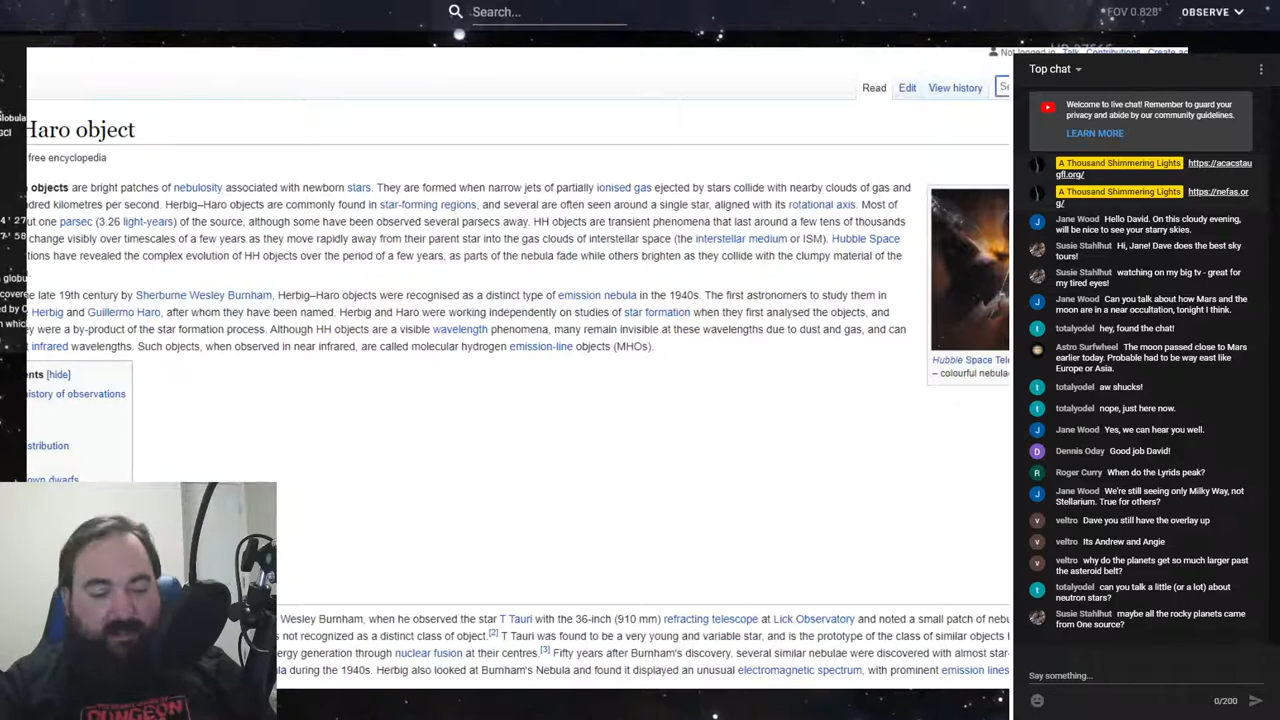 Search...
FOV 0.828°
OBSERVE
Not logged in Talk Contributions Create ac
Read Edit View history
Haro object
free encyclopedia
objects are bright patches of nebulosity associated with newborn stars. They are formed when narrow jets of partially ionised gas ejected by stars collide with nearby clouds of gas and
dred kilometres per second. Herbig–Haro objects are commonly found in star-forming regions, and several are often seen around a single star, aligned with its rotational axis. Most of
ut one parsec (3.26 light-years) of the source, although some have been observed several parsecs away. HH objects are transient phenomena that last around a few tens of thousands
change visibly over timescales of a few years as they move rapidly away from their parent star into the gas clouds of interstellar space (the interstellar medium or ISM). Hubble Space
tions have revealed the complex evolution of HH objects over the period of a few years, as parts of the nebula fade while others brighten as they collide with the clumpy material of the
e late 19th century by Sherburne Wesley Burnham, Herbig–Haro objects were recognised as a distinct type of emission nebula in the 1940s. The first astronomers to study them in
Herbig and Guillermo Haro, after whom they have been named. Herbig and Haro were working independently on studies of star formation when they first analysed the objects, and
y were a by-product of the star formation process. Although HH objects are a visible wavelength phenomena, many remain invisible at these wavelengths due to dust and gas, and can
t infrared wavelengths. Such objects, when observed in near infrared, are called molecular hydrogen emission-line objects (MHOs).
Hubble Space Tele
– colourful nebula
ents [hide]
istory of observations
stribution
own dwarfs
Wesley Burnham, when he observed the star T Tauri with the 36-inch (910 mm) refracting telescope at Lick Observatory and noted a small patch of nebu
s not recognized as a distinct class of object.[2] T Tauri was found to be a very young and variable star, and is the prototype of the class of similar objects
ergy generation through nuclear fusion at their centres.[3] Fifty years after Burnham's discovery, several similar nebulae were discovered with almost star-
la during the 1940s. Herbig also looked at Burnham's Nebula and found it displayed an unusual electromagnetic spectrum, with prominent emission lines
Top chat
Welcome to live chat! Remember to guard your
privacy and abide by our community guidelines.
LEARN MORE
A Thousand Shimmering Lights https://acacstau
gfl.org/
A Thousand Shimmering Lights https://nefas.or
g/
Jane Wood Hello David. On this cloudy evening,
will be nice to see your starry skies.
Susie Stahlhut Hi, Jane! Dave does the best sky
tours!
Susie Stahlhut watching on my big tv - great for
my tired eyes!
Jane Wood Can you talk about how Mars and the
moon are in a near occultation, tonight I think.
totalyodel hey, found the chat!
Astro Surfwheel The moon passed close to Mars
earlier today. Probable had to be way east like
Europe or Asia.
totalyodel aw shucks!
totalyodel nope, just here now.
Jane Wood Yes, we can hear you well.
Dennis Oday Good job David!
Roger Curry When do the Lyrids peak?
Jane Wood We're still seeing only Milky Way, not
Stellarium. True for others?
veltro Dave you still have the overlay up
veltro Its Andrew and Angie
veltro why do the planets get so much larger past
the asteroid belt?
totalyodel can you talk a little (or a lot) about
neutron stars?
Susie Stahlhut maybe all the rocky planets came
from One source?
Say something...
0/200
DUNGEON